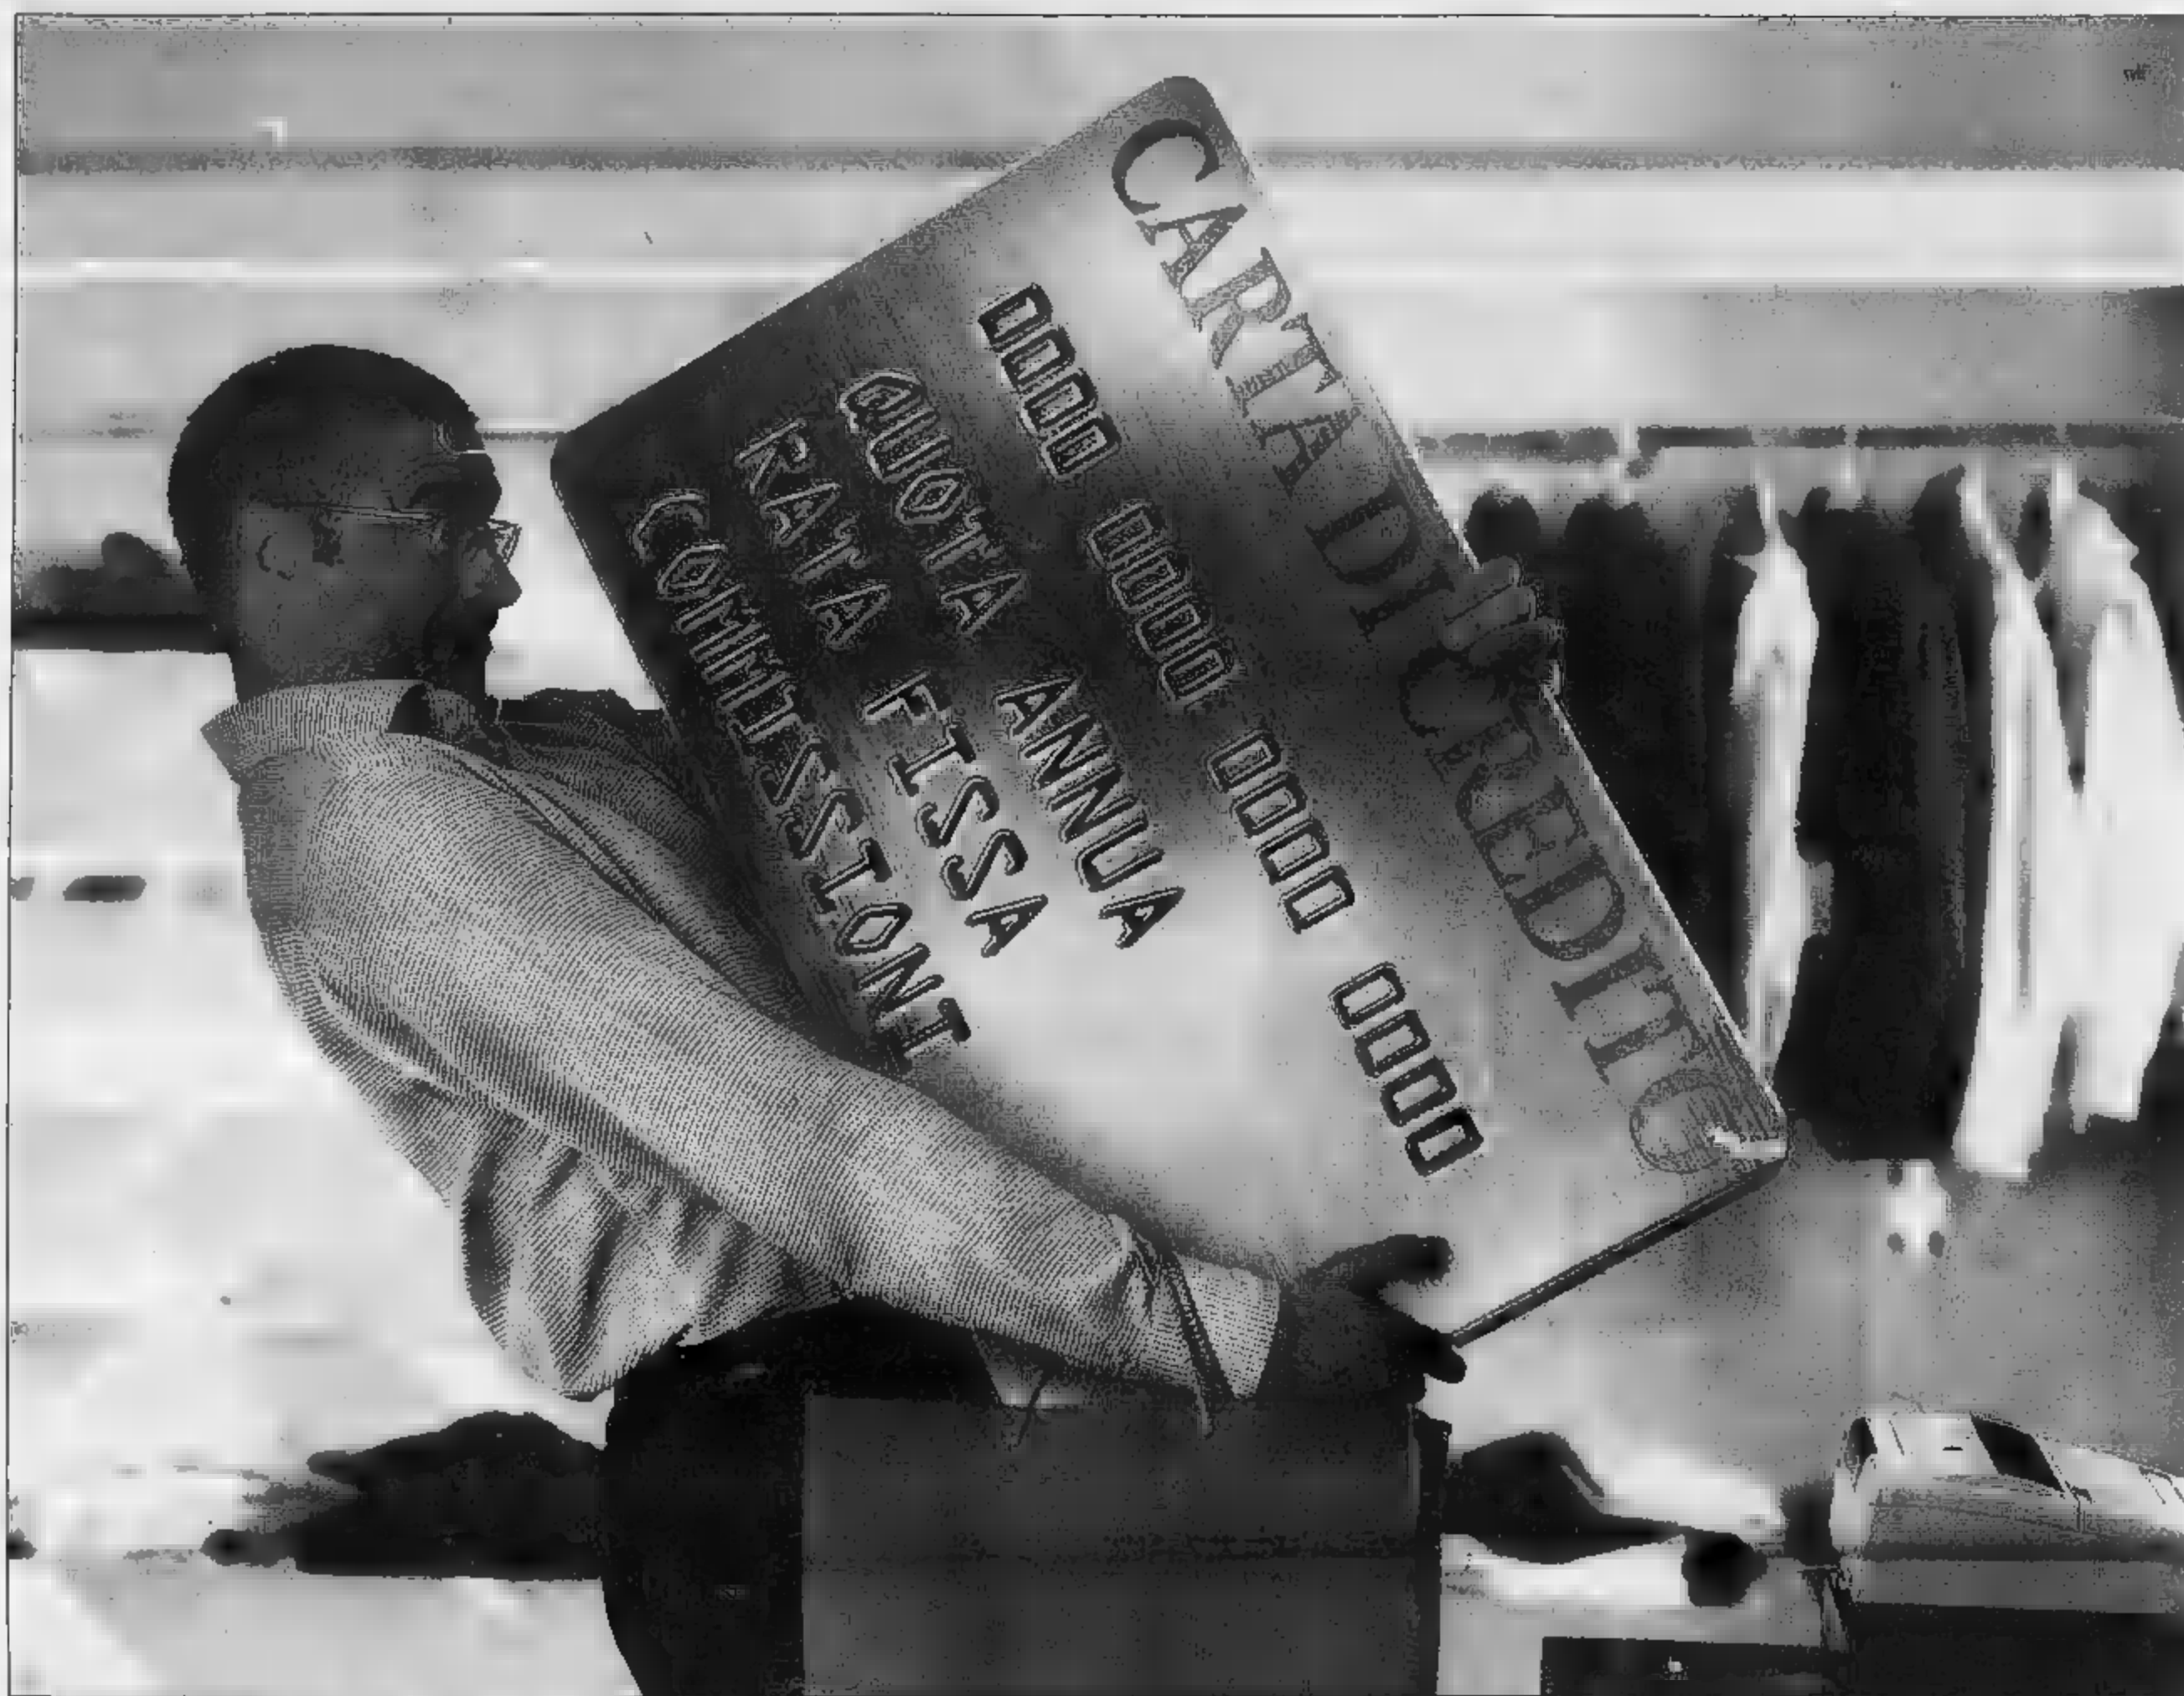 CARTA DI CREDITO
0000 0000 0000 0000
QUOTA ANNUA
RATA FISSA
COMMISSIONI